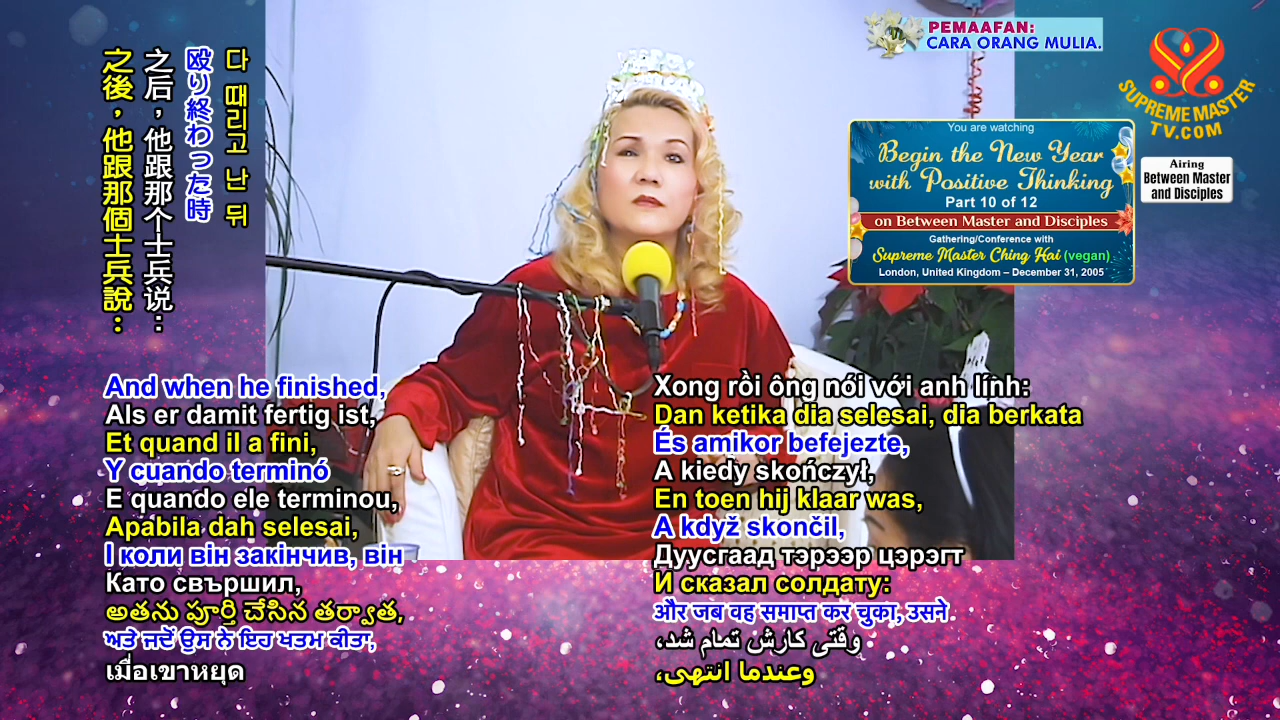 PEMAAFAN:
CARA ORANG MULIA.
SUPREME MASTER
TV.COM
You are watching
Begin the New Year
with Positive Thinking
Part 10 of 12
on Between Master and Disciples
Gathering/Conference with
Supreme Master Ching Hai (vegan)
London, United Kingdom – December 31, 2005
Airing
Between Master
and Disciples
다 때리고 난 뒤
殴り終わった時
之后，他跟那个士兵说：
之後，他跟那個士兵說：
And when he finished,
Als er damit fertig ist,
Et quand il a fini,
Y cuando terminó
E quando ele terminou,
Apabila dah selesai,
І коли він закінчив, він
Като свърши́л,
అతను పూర్తి చేసిన తర్వాత,
ਅਤੇ ਜਦੋਂ ਉਸ ਨੇ ਇਹ ਖਤਮ ਕੀਤਾ,
เมื่อเขาหยุด
Xong rồi ông nói với anh lính:
Dan ketika dia selesai, dia berkata
És amikor befejezte,
A kiedy skończył,
En toen hij klaar was,
A když skončil,
Дуусгаад тэрээр цэрэгт
И сказал солдату:
और जब वह समाप्त कर चुका, उसने
وقتی کارش تمام شد،
وعندما انتهى،